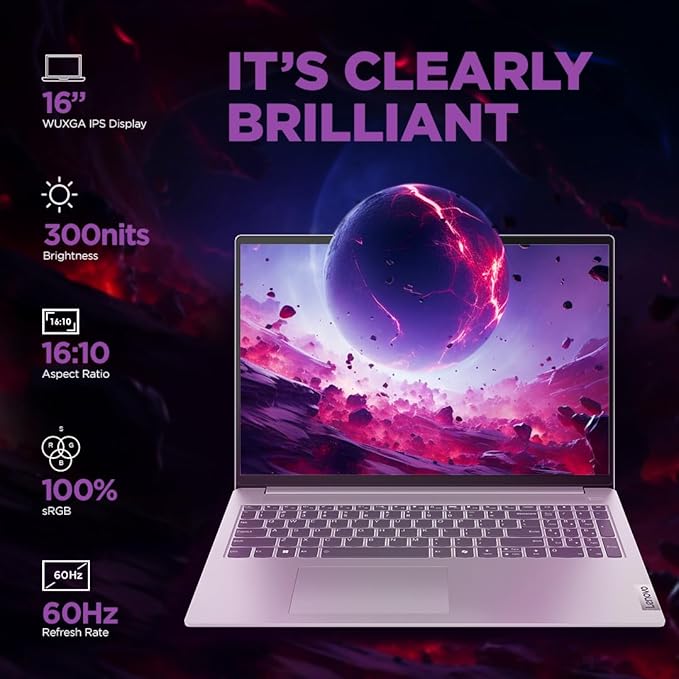 IT'S CLEARLY
BRILLIANT
16”
WUXGA IPS Display
300nits
Brightness
16:10
16:10
Aspect Ratio
S
R G
B
100%
sRGB
60Hz
60Hz
Refresh Rate
Lenovo